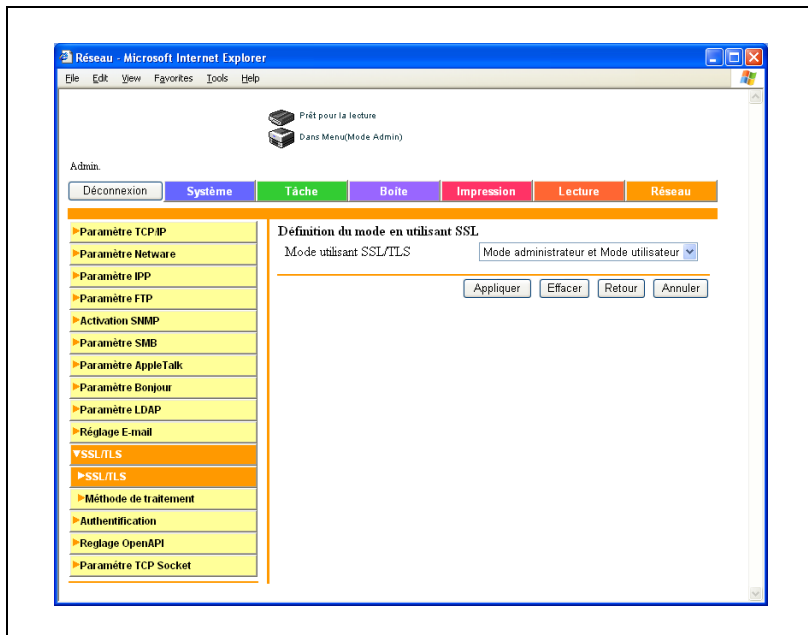 Réseau - Microsoft Internet Explorer
File Edit View Favorites Tools Help
Prêt pour la lecture
Dans Menu(Mode Admin)
Admin.
Déconnexion Système Tâche Boîte Impression Lecture Réseau
Paramètre TCP/IP
Paramètre Netware
Paramètre IPP
Paramètre FTP
Activation SNMP
Paramètre SMB
Paramètre AppleTalk
Paramètre Bonjour
Paramètre LDAP
Réglage E-mail
SSL/TLS
SSL/TLS
Méthode de traitement
Authentification
Reglage OpenAPI
Paramétre TCP Socket
Définition du mode en utilisant SSL
Mode utilisant SSL/TLS Mode administrateur et Mode utilisateur
Appliquer Effacer Retour Annuler